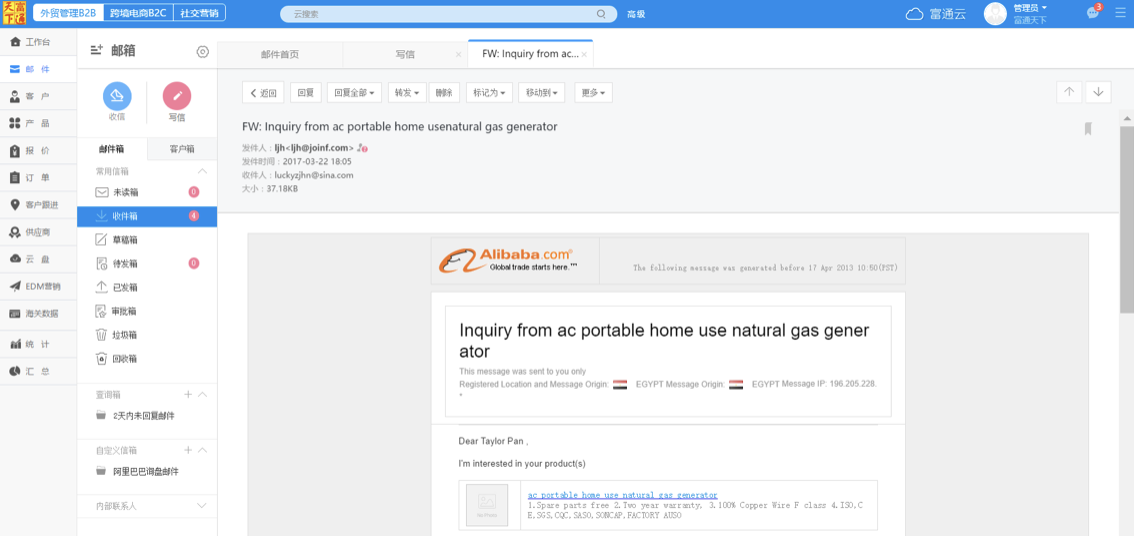 富通天下
外贸管理B2B 跨境电商B2C 社交营销
云搜索
高级
富通云
管理员
富通天下
3
工作台
邮 件
客 户
产 品
报 价
订 单
客户跟进
供应商
云 盘
EDM营销
海关数据
统 计
汇 总
邮箱
收信
写信
邮件箱 客户箱
常用信箱
未读箱 0
收件箱 4
草稿箱
待发箱 0
已发箱
审批箱
垃圾箱
回收箱
查询箱
2天内未回复邮件
自定义信箱
阿里巴巴询盘邮件
内部联系人
邮件首页 写信 FW: Inquiry from ac...
返回 回复 回复全部 转发 删除 标记为 移动到 更多
FW: Inquiry from ac portable home usenatural gas generator
发件人：ljh<ljh@joinf.com>
发件时间：2017-03-22 18:05
收件人：luckyzjhn@sina.com
大小：37.18KB
Alibaba.com®
Global trade starts here.™
The following message was generated before 17 Apr 2013 10:50(PST)
Inquiry from ac portable home use natural gas gener
ator
This message was sent to you only
Registered Location and Message Origin: EGYPT Message Origin: EGYPT Message IP: 196.205.228.
*
Dear Taylor Pan ,
I'm interested in your product(s)
ac portable home use natural gas generator
1.Spare parts free 2.Two year warranty, 3.100% Copper Wire F class 4.ISO,C
E,SGS,CQC,SASO,SONCAP,FACTORY AUSO